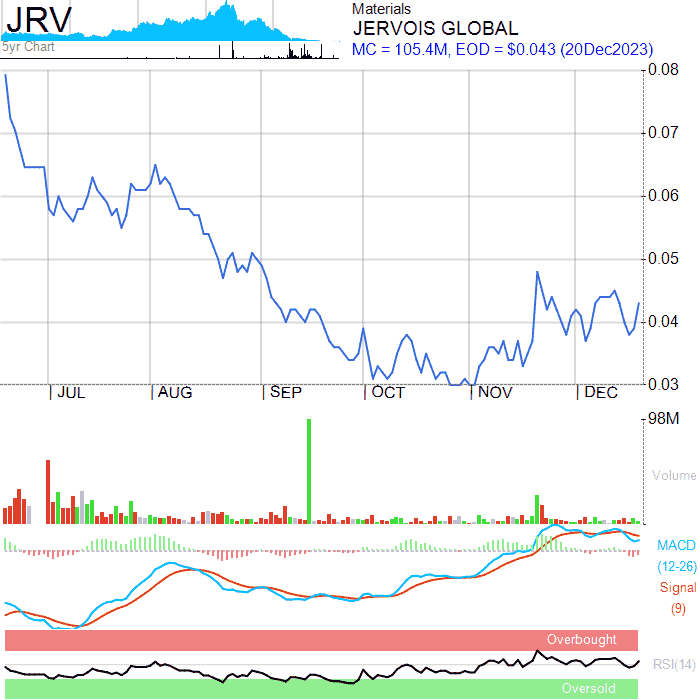 JRV
5yr Chart
Materials
JERVOIS GLOBAL
MC = 105.4M, EOD = $0.043 (20Dec2023)
0.08
0.07
0.06
0.05
0.04
0.03
JUL AUG SEP OCT NOV DEC
98M
Volume
MACD
(12-26)
Signal
(9)
Overbought
RSI(14)
Oversold